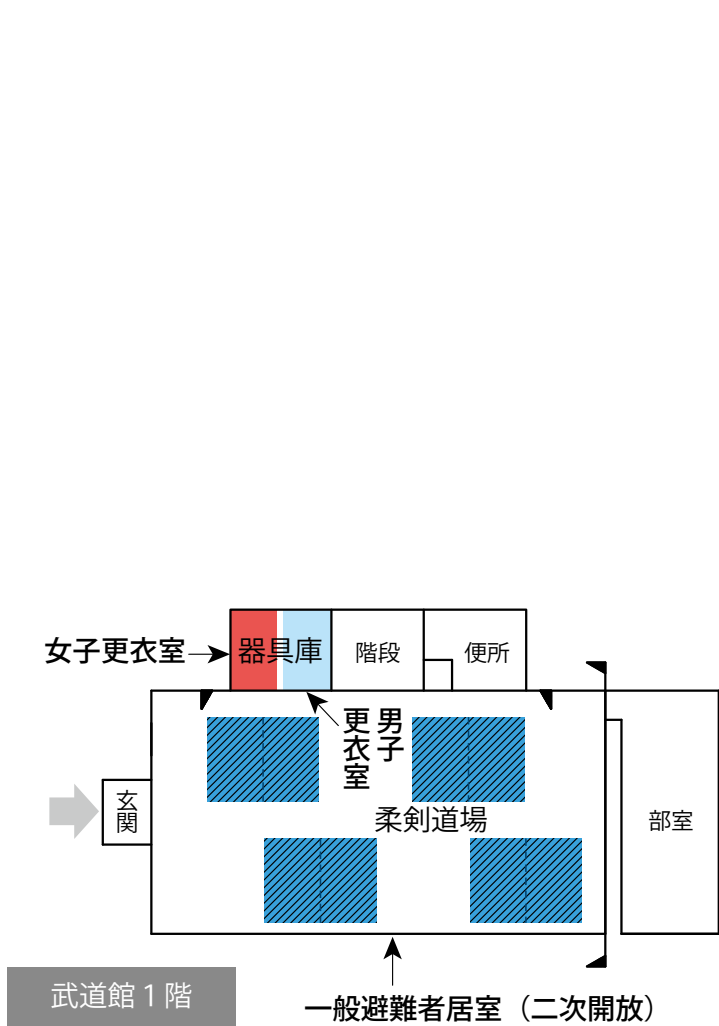 女子更衣室
器具庫
階段
便所
男子
更衣室
玄関
柔剣道場
部室
武道館1階
一般避難者居室（二次開放）